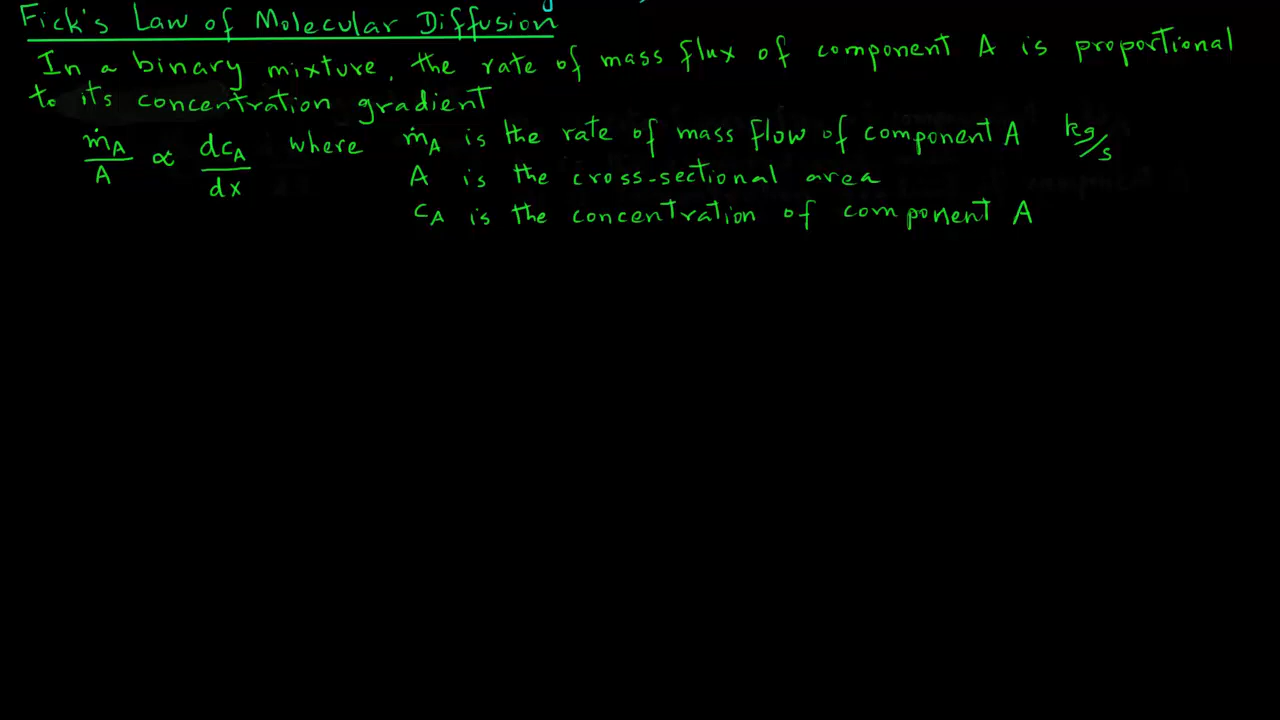 Fick's Law of Molecular Diffusion
In a binary mixture, the rate of mass flux of component A is proportional
to its concentration gradient
ṁA/A ∝ dcA/dx where ṁA is the rate of mass flow of component A kg/s
A is the cross-sectional area
cA is the concentration of component A